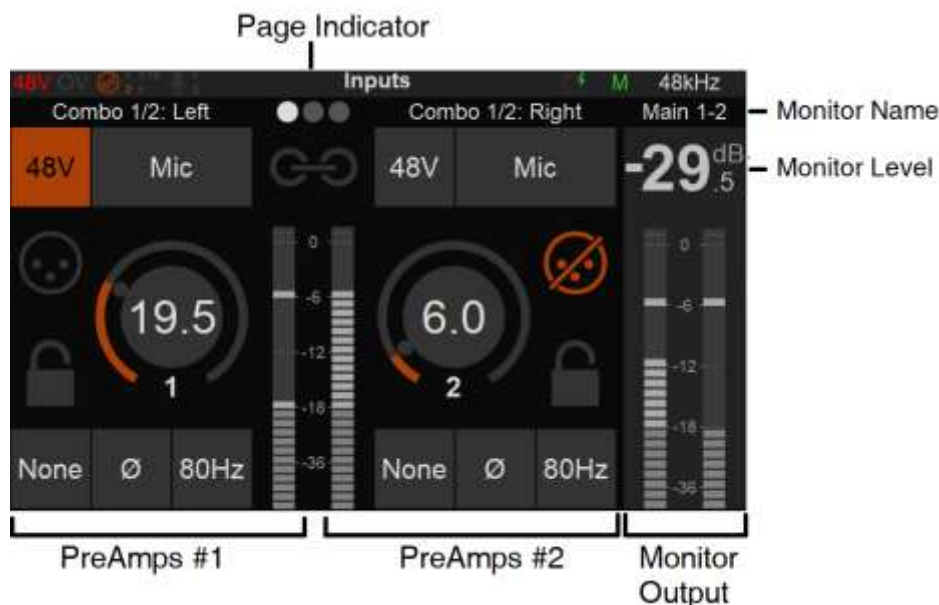 Page Indicator
48V OV Inputs M 48kHz
Combo 1/2: Left Combo 1/2: Right Main 1-2
Monitor Name
48V Mic 48V Mic -29 dB .5
Monitor Level
0 0
-6 -6
19.5 6.0
-12 -12
1 2
-18 -18
None Ø 80Hz -36 None Ø 80Hz -36
PreAmps #1 PreAmps #2 Monitor
Output